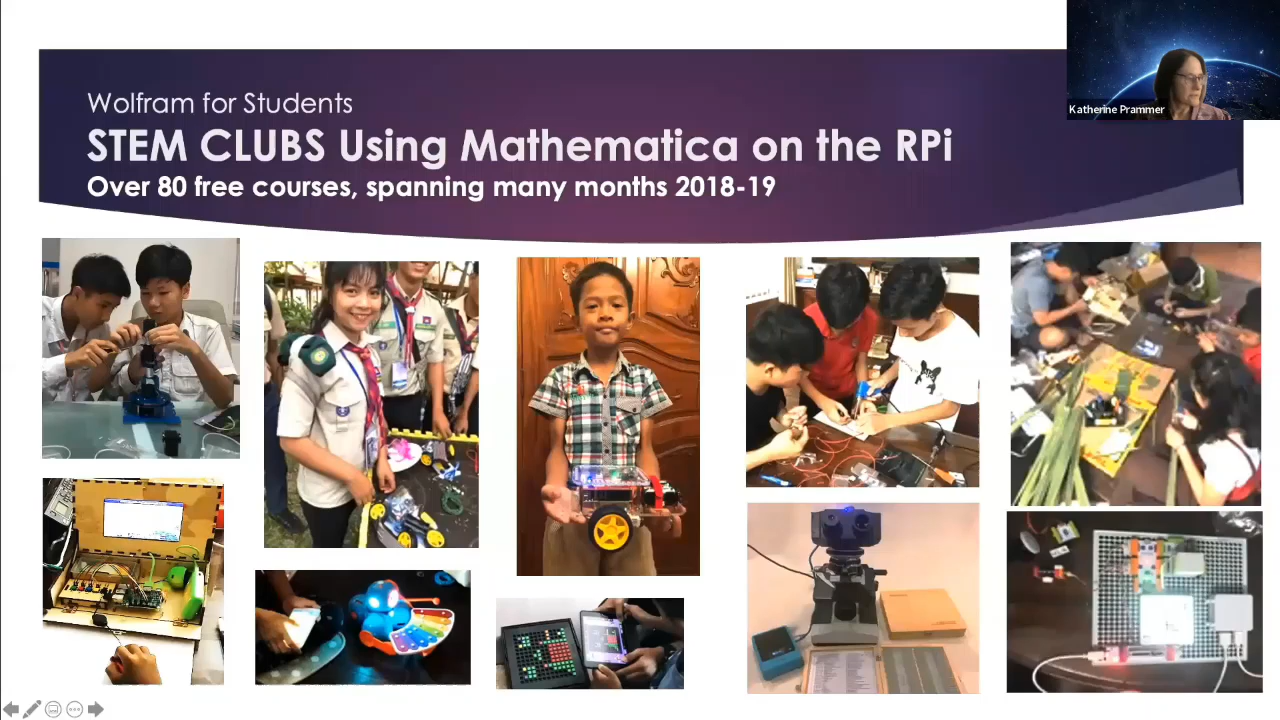 Wolfram for Students
STEM CLUBS Using Mathematica on the RPi
Over 80 free courses, spanning many months 2018-19
Katherine Prammer